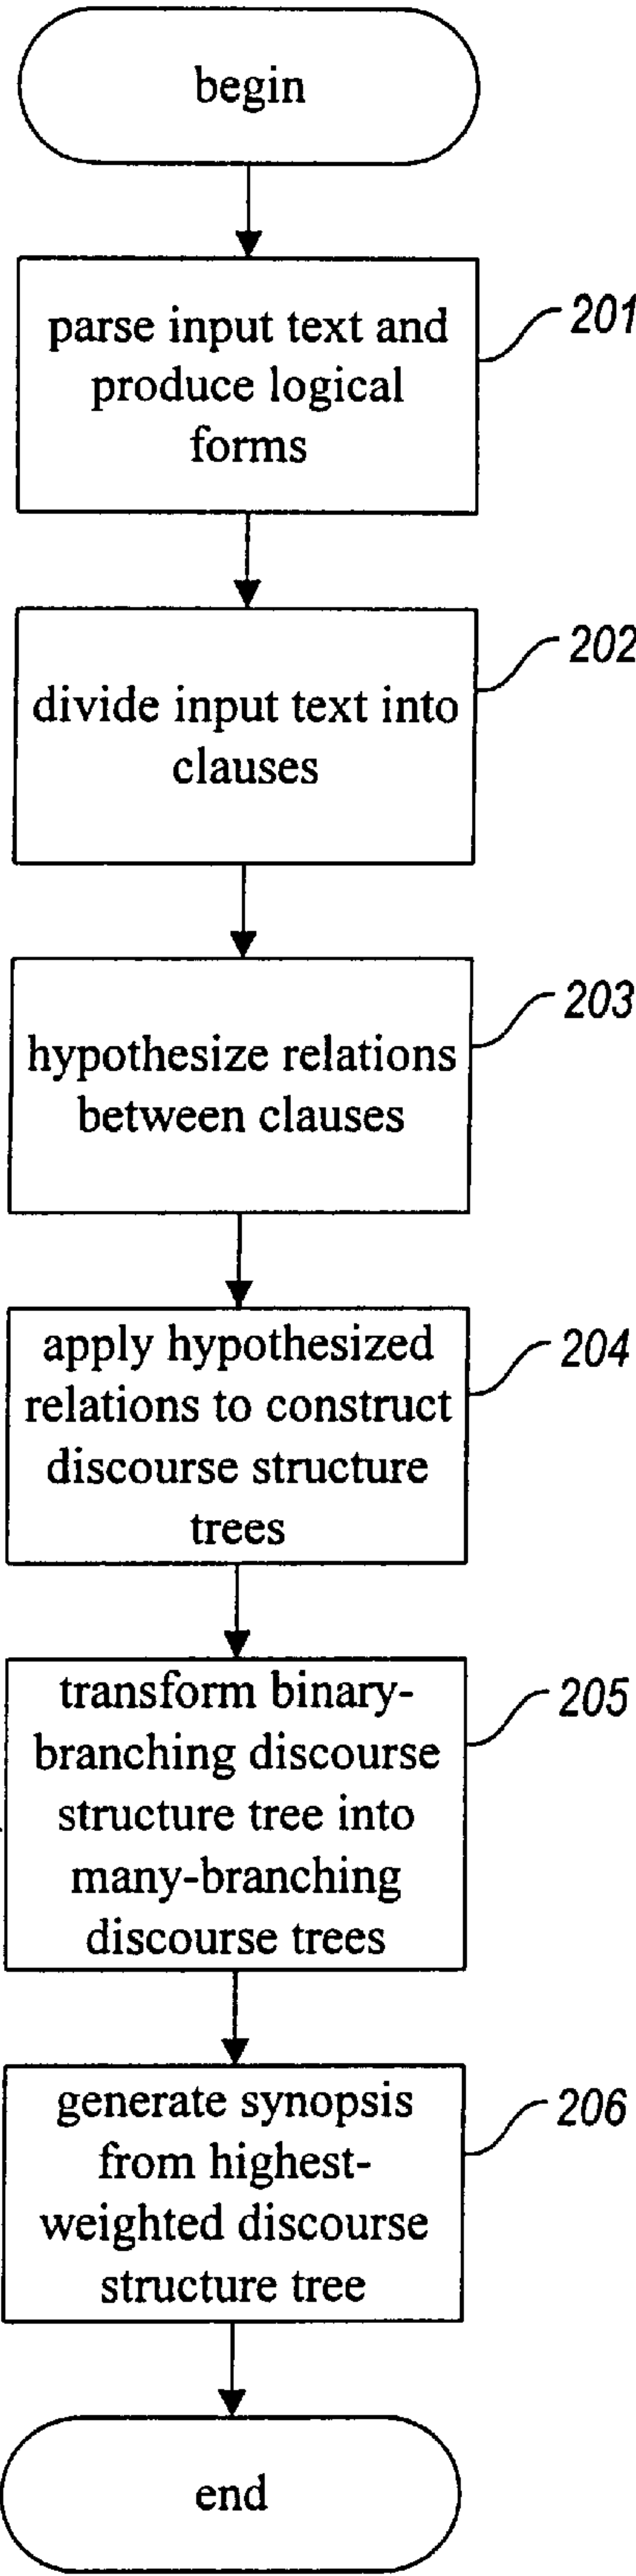 begin
parse input text and
produce logical
forms
201
divide input text into
clauses
202
hypothesize relations
between clauses
203
apply hypothesized
relations to construct
discourse structure
trees
204
transform binary-
branching discourse
structure tree into
many-branching
discourse trees
205
generate synopsis
from highest-
weighted discourse
structure tree
206
end